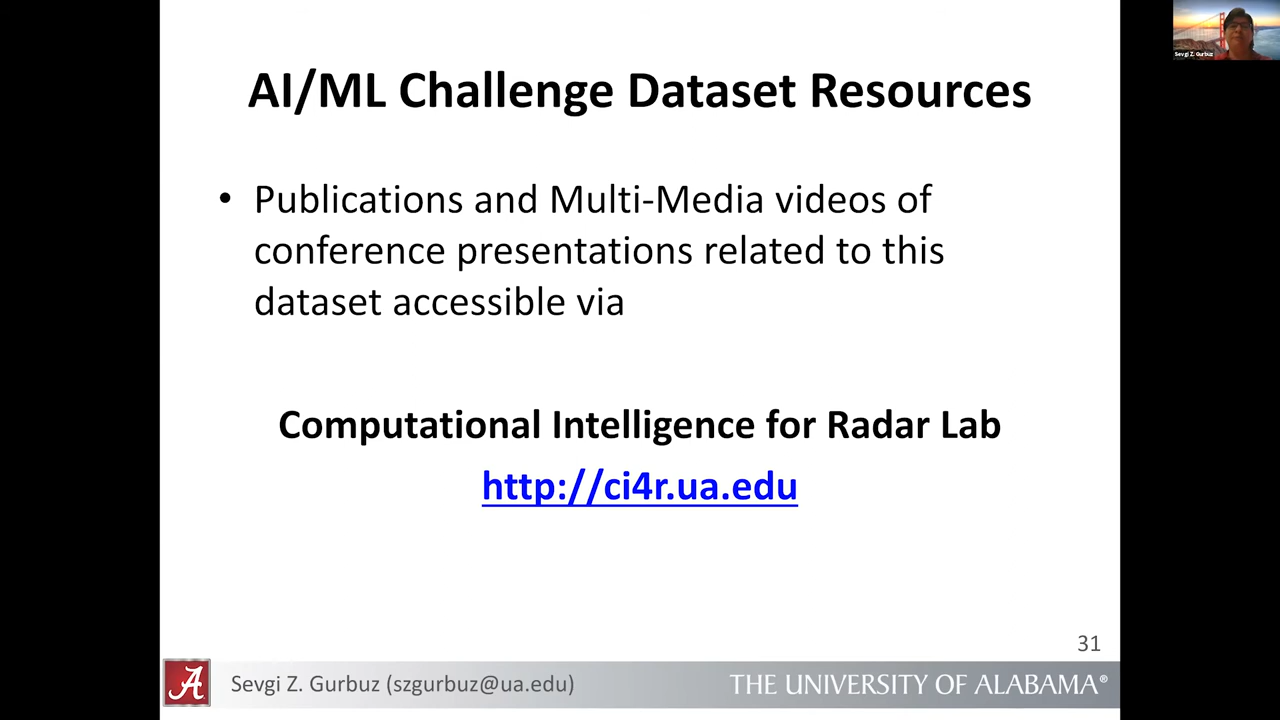 AI/ML Challenge Dataset Resources
Sevgi Z. Gurbuz
• Publications and Multi-Media videos of
conference presentations related to this
dataset accessible via
Computational Intelligence for Radar Lab
http://ci4r.ua.edu
31
A
Sevgi Z. Gurbuz (szgurbuz@ua.edu)
THE UNIVERSITY OF ALABAMA®